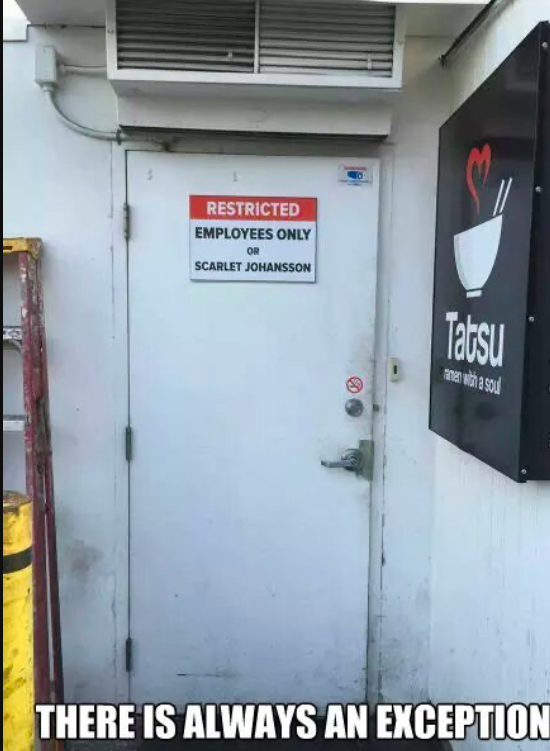 RESTRICTED
EMPLOYEES ONLY
OR
SCARLET JOHANSSON
Tatsu
ramen with a soul
THERE IS ALWAYS AN EXCEPTION